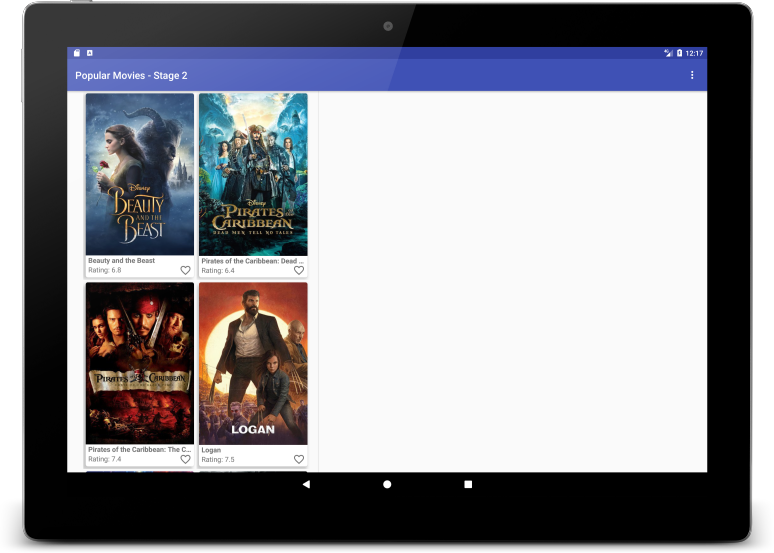 12:17
Popular Movies - Stage 2
Disney
BEAUTY
AND THE
BEAST
Beauty and the Beast
Rating: 6.8
Disney
PIRATES OF THE
CARIBBEAN
DEAD MEN TELL NO TALES
Pirates of the Caribbean: Dead ...
Rating: 6.4
PIRATES OF THE CARIBBEAN
Pirates of the Caribbean: The C...
Rating: 7.4
LOGAN
Logan
Rating: 7.5